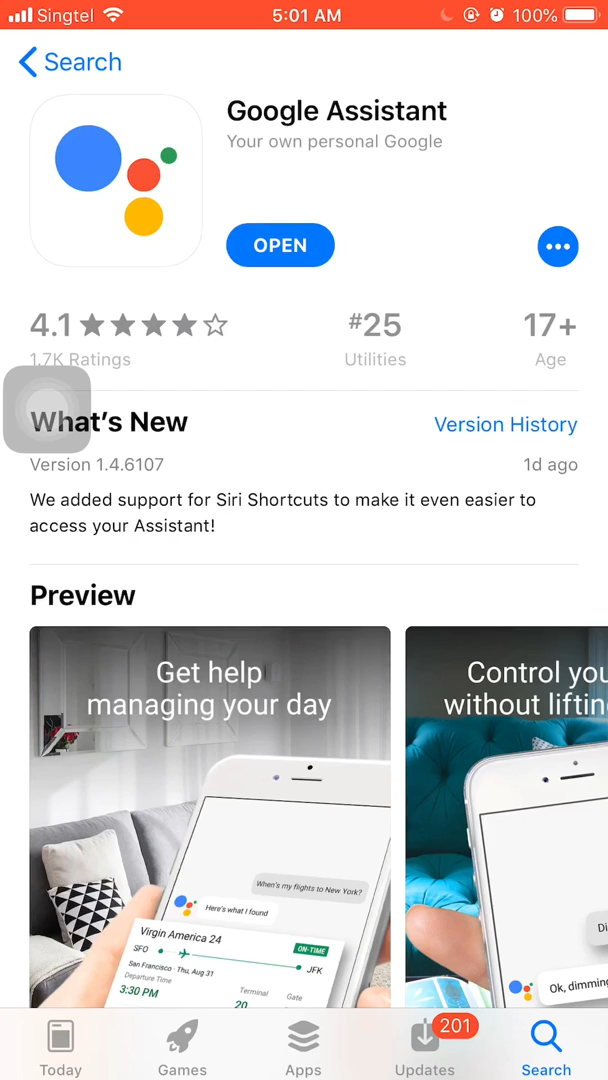 Singtel 5:01 AM 100%
Search
Google Assistant
Your own personal Google
OPEN
4.1 #25 17+
1.7K Ratings Utilities Age
What's New Version History
Version 1.4.6107 1d ago
We added support for Siri Shortcuts to make it even easier to
access your Assistant!
Preview
Get help
managing your day
Control you
without liftin
When's my flights to New York?
Here's what I found
Virgin America 24
ON-TIME
SFO JFK
San Francisco · Thu, Aug 31
Departure Time Terminal Gate
3:30 PM 20
Di
Ok, dimming
201
Today Games Apps Updates Search